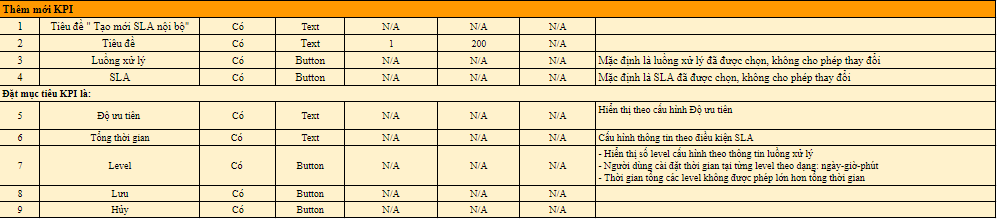 Thêm mới KPI
1 Tiêu đề " Tạo mới SLA nội bộ" Có Text N/A N/A N/A
2 Tiêu đề Có Text 1 200 N/A
3 Luồng xử lý Có Button N/A N/A N/A Mặc định là luồng xử lý đã được chọn, không cho phép thay đổi
4 SLA Có Button N/A N/A N/A Mặc định là SLA đã được chọn, không cho phép thay đổi
Đặt mục tiêu KPI là:
5 Độ ưu tiên Có Text N/A N/A N/A Hiển thị theo cấu hình Độ ưu tiên
6 Tổng thời gian Có Text N/A N/A N/A Cấu hình thông tin theo điều kiện SLA
7 Level Có Button N/A N/A N/A - Hiển thị số level cấu hình theo thông tin luồng xử lý
- Người dùng cài đặt thời gian tại từng level theo dạng: ngày-giờ-phút
- Thời gian tổng các level không được phép lớn hơn tổng thời gian
8 Lưu Có Button N/A N/A N/A
9 Hủy Có Button N/A N/A N/A